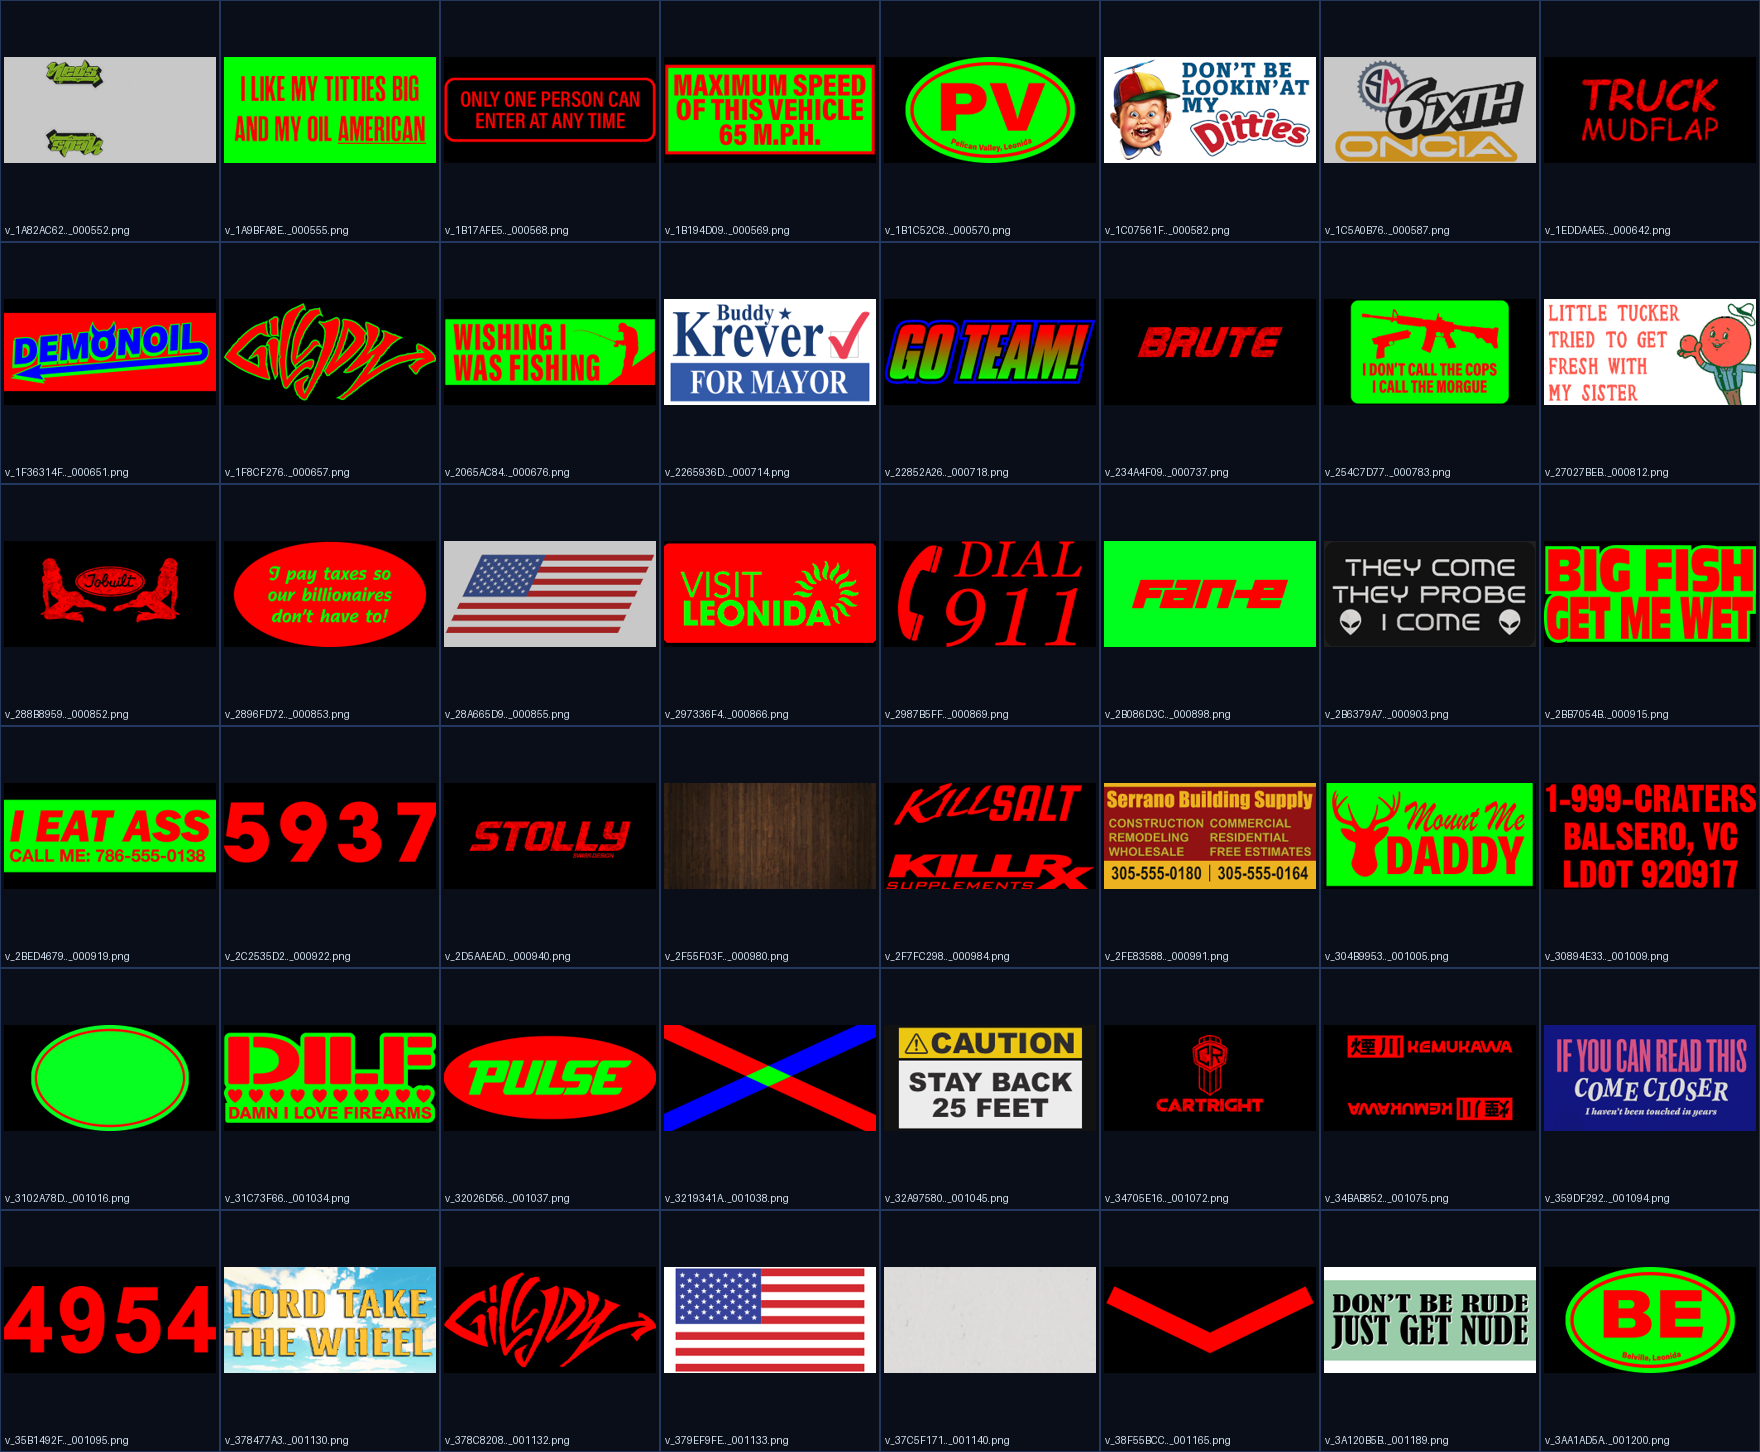 Neds
Neds
v_1A82AC62.._000552.png
I LIKE MY TITTIES BIG
AND MY OIL AMERICAN
v_1A9BFA8E.._000555.png
ONLY ONE PERSON CAN
ENTER AT ANY TIME
v_1B17AFE5.._000568.png
MAXIMUM SPEED
OF THIS VEHICLE
65 M.P.H.
v_1B194D09.._000569.png
PV
Pelican Valley, Leonida
v_1B1C52C8.._000570.png
DON'T BE
LOOKIN' AT
MY
Ditties
v_1C07561F.._000582.png
SM
6IXTH
ONCIA
v_1C5A0B76.._000587.png
TRUCK
MUDFLAP
v_1EDDAAE5.._000642.png
DEMONOIL
v_1F36314F.._000651.png
GILLJOY
v_1F8CF276.._000657.png
WISHING I
WAS FISHING
v_2065AC84.._000676.png
Buddy
Krever
FOR MAYOR
v_2265936D.._000714.png
GO TEAM!
v_22852A26.._000718.png
BRUTE
v_234A4F09.._000737.png
I DON'T CALL THE COPS
I CALL THE MORGUE
v_254C7D77.._000783.png
LITTLE TUCKER
TRIED TO GET
FRESH WITH
MY SISTER
v_27027BEB.._000812.png
Jobuilt
v_288B8959.._000852.png
I pay taxes so
our billionaires
don't have to!
v_2896FD72.._000853.png
v_28A665D9.._000855.png
VISIT
LEONIDA
v_297336F4.._000866.png
DIAL
911
v_2987B5FF.._000869.png
Fan-e
v_2B086D3C.._000898.png
THEY COME
THEY PROBE
I COME
v_2B6379A7.._000903.png
BIG FISH
GET ME WET
v_2BB7054B.._000915.png
I EAT ASS
CALL ME: 786-555-0138
v_2BED4679.._000919.png
5937
v_2C2535D2.._000922.png
STOLLY
v_2D5AAEAD.._000940.png
v_2F55F03F.._000980.png
KILLSALT
KILLRX
SUPPLEMENTS
v_2F7FC298.._000984.png
Serrano Building Supply
CONSTRUCTION COMMERCIAL
REMODELING RESIDENTIAL
WHOLESALE FREE ESTIMATES
305-555-0180 | 305-555-0164
v_2FE83588.._000991.png
Mount Me
DADDY
v_304B9953.._001005.png
1-999-CRATERS
BALSERO, VC
LDOT 920917
v_30894E33.._001009.png
v_3102A78D.._001016.png
DILF
DAMN I LOVE FIREARMS
v_31C73F66.._001034.png
PULSE
v_32026D56.._001037.png
v_3219341A.._001038.png
CAUTION
STAY BACK
25 FEET
v_32A97580.._001045.png
CR
CARTRIGHT
v_34705E16.._001072.png
煙川 KEMUKAWA
煙川 KEMUKAWA
v_34BAB852.._001075.png
IF YOU CAN READ THIS
COME CLOSER
I haven't been touched in years
v_359DF292.._001094.png
4954
v_35B1492F.._001095.png
LORD TAKE
THE WHEEL
v_378477A3.._001130.png
GILLJOY
v_378C8208.._001132.png
v_379EF9FE.._001133.png
v_37C5F171.._001140.png
v_38F55BCC.._001165.png
DON'T BE RUDE
JUST GET NUDE
v_3A120B5B.._001189.png
BE
Belville, Leonida
v_3AA1AD5A.._001200.png